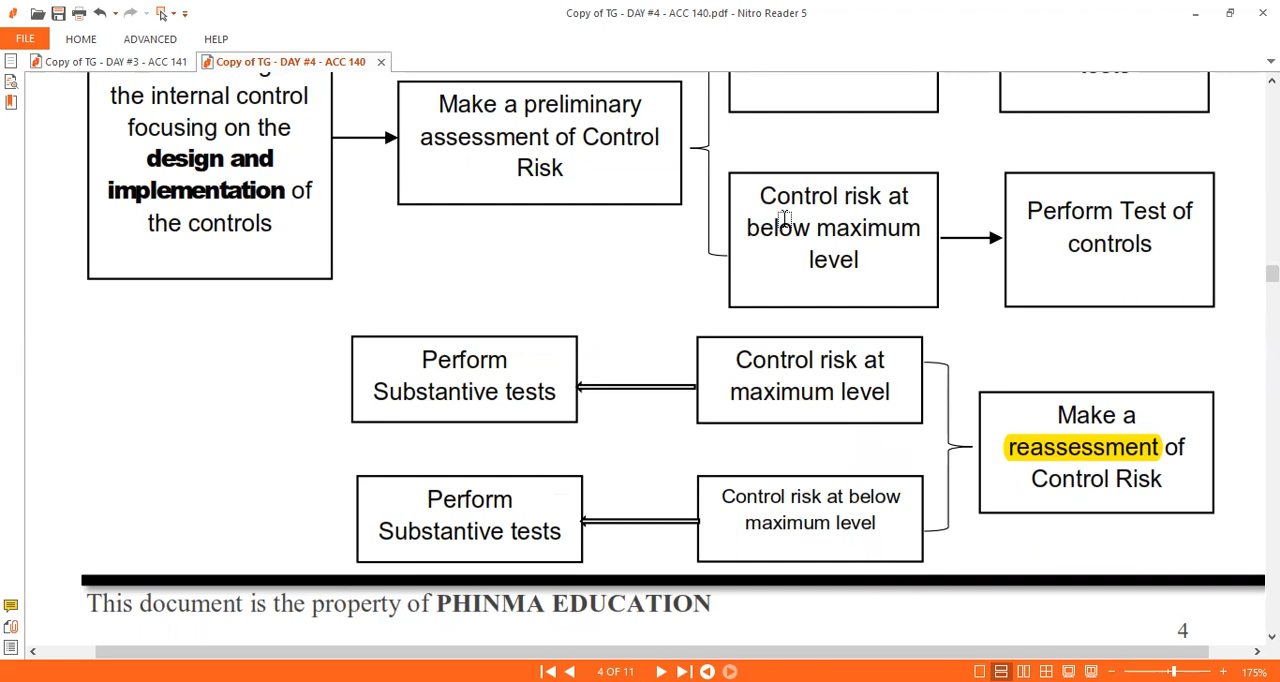 Copy of TG - DAY #4 - ACC 140.pdf - Nitro Reader 5
FILE
HOME
ADVANCED
HELP
Copy of TG - DAY #3 - ACC 141
Copy of TG - DAY #4 - ACC 140
the internal control
focusing on the
design and
implementation of
the controls
Make a preliminary
assessment of Control
Risk
Control risk at
below maximum
level
Perform Test of
controls
Perform
Substantive tests
Control risk at
maximum level
Make a
reassessment of
Control Risk
Perform
Substantive tests
Control risk at below
maximum level
This document is the property of PHINMA EDUCATION
4
4 OF 11
175%